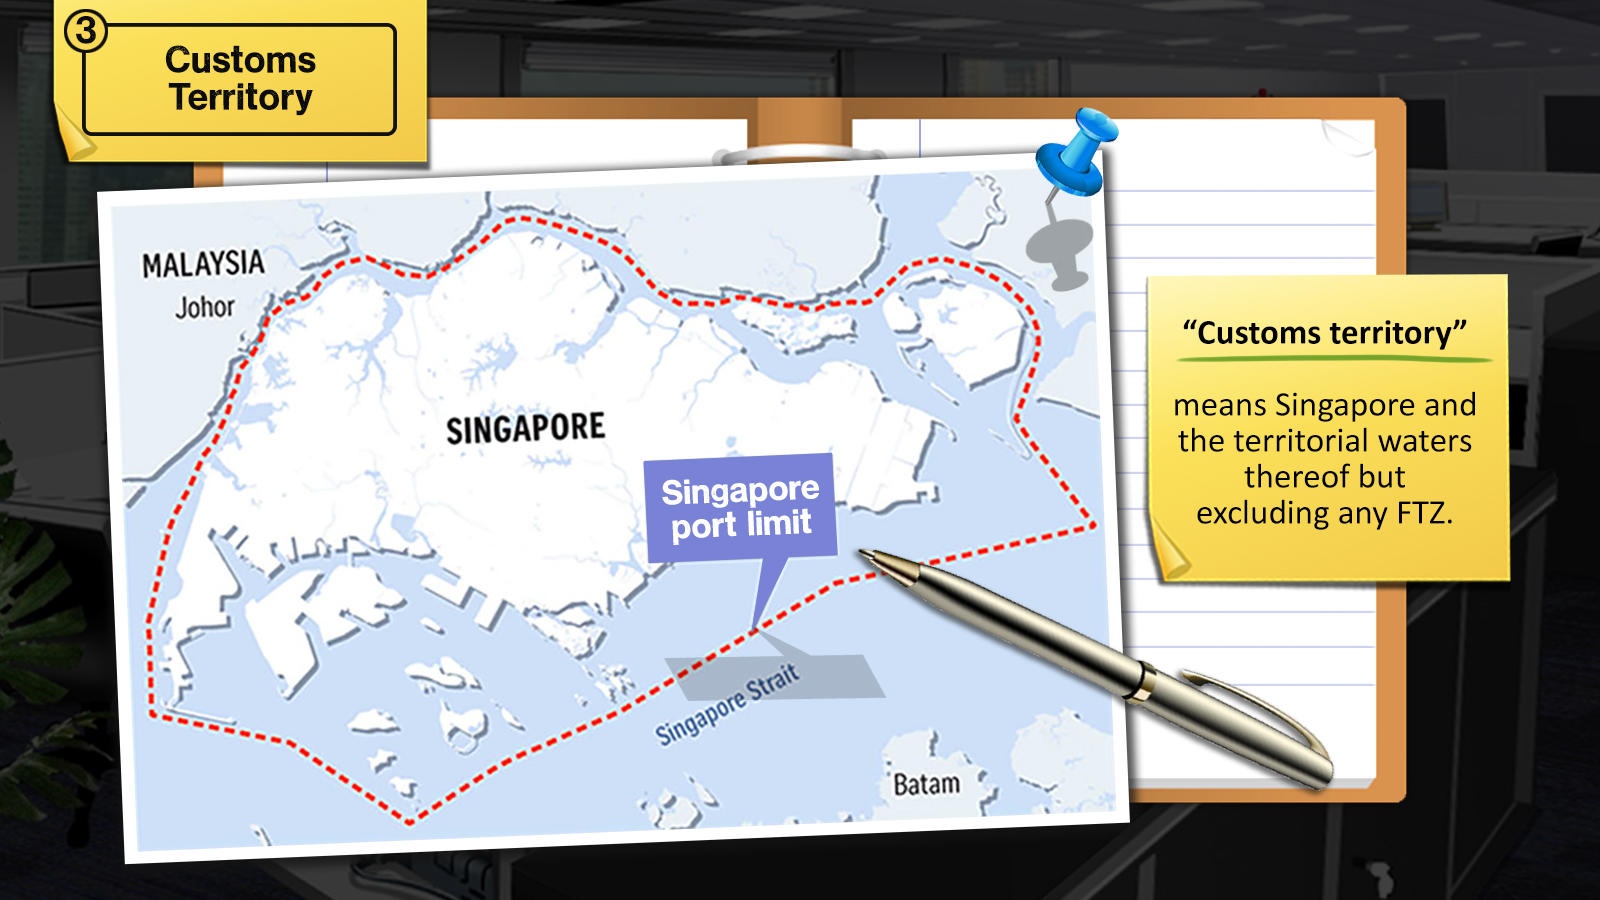 3
Customs
Territory
MALAYSIA
Johor
SINGAPORE
Singapore
port limit
Singapore Strait
Batam
“Customs territory”
means Singapore and
the territorial waters
thereof but
excluding any FTZ.